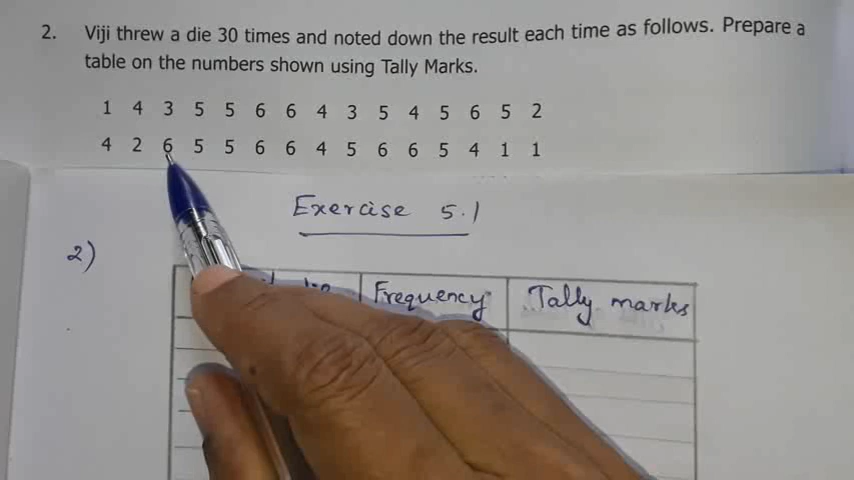 2. Viji threw a die 30 times and noted down the result each time as follows. Prepare a
table on the numbers shown using Tally Marks.
1 4 3 5 5 6 6 4 3 5 4 5 6 5 2
4 2 6 5 5 6 6 4 5 6 6 5 4 1 1
Exercise 5.1
2)
Frequency Tally marks